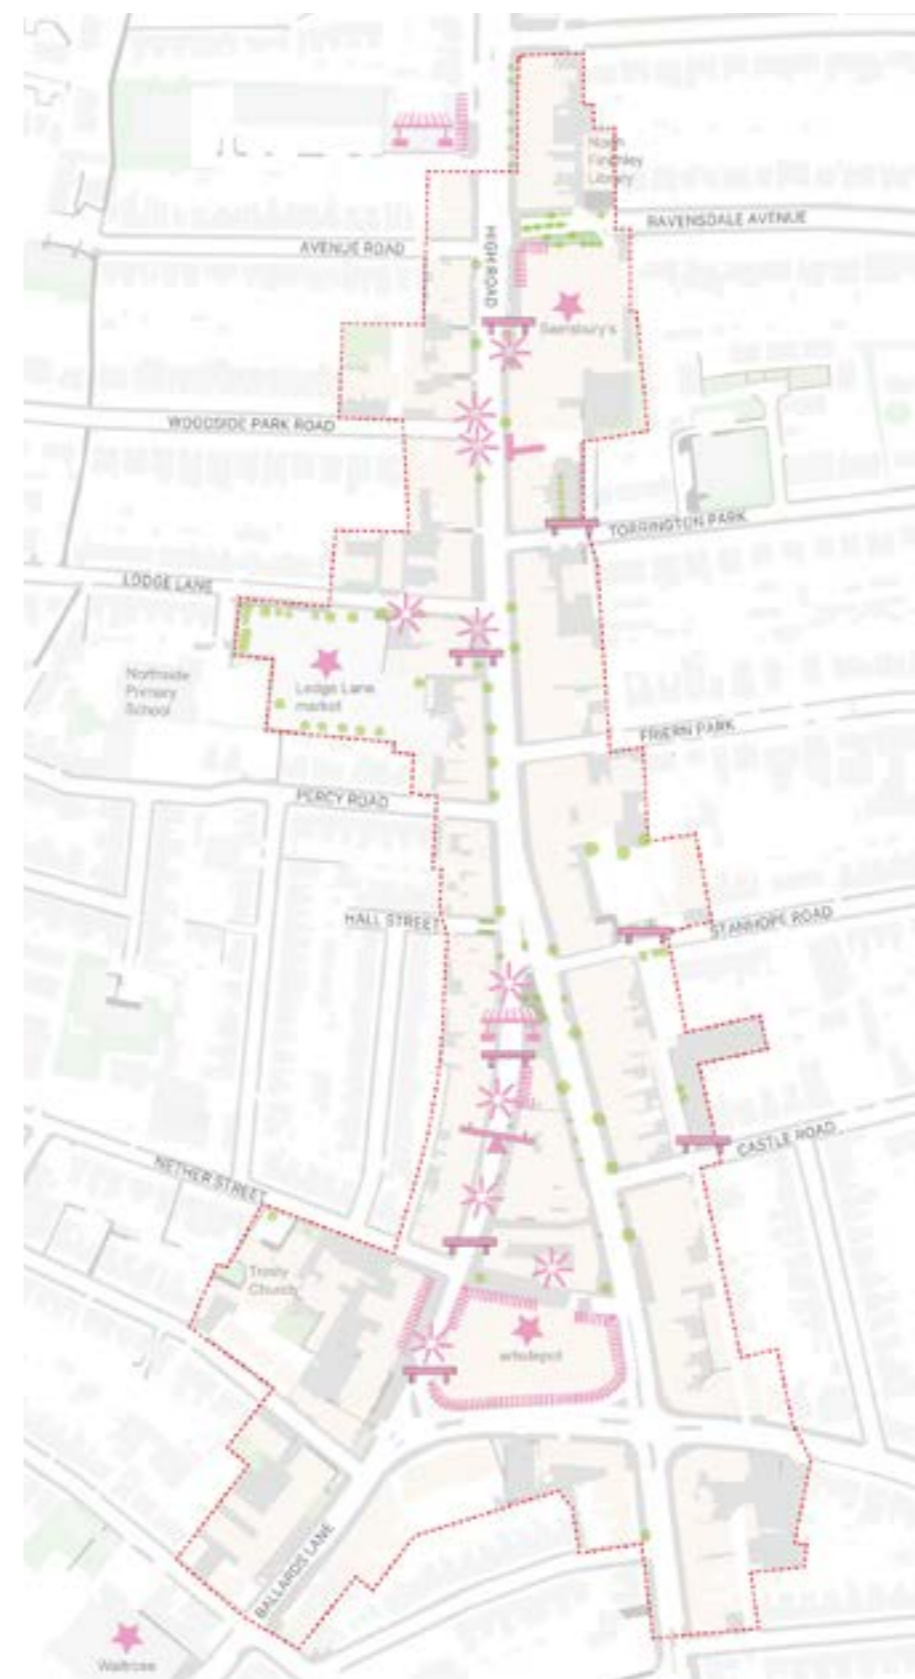 North
Finchley
Library
RAVENSDALE AVENUE
AVENUE ROAD
HIGH ROAD
Sainsbury's
WOODSIDE PARK ROAD
TORRINGTON PARK
LODGE LANE
Northside
Primary
School
Lodge Lane
market
FRIERN PARK
PERCY ROAD
HALL STREET
STANHOPE ROAD
CASTLE ROAD
NETHER STREET
Trinity
Church
artsdepot
BALLARDS LANE
Waitrose